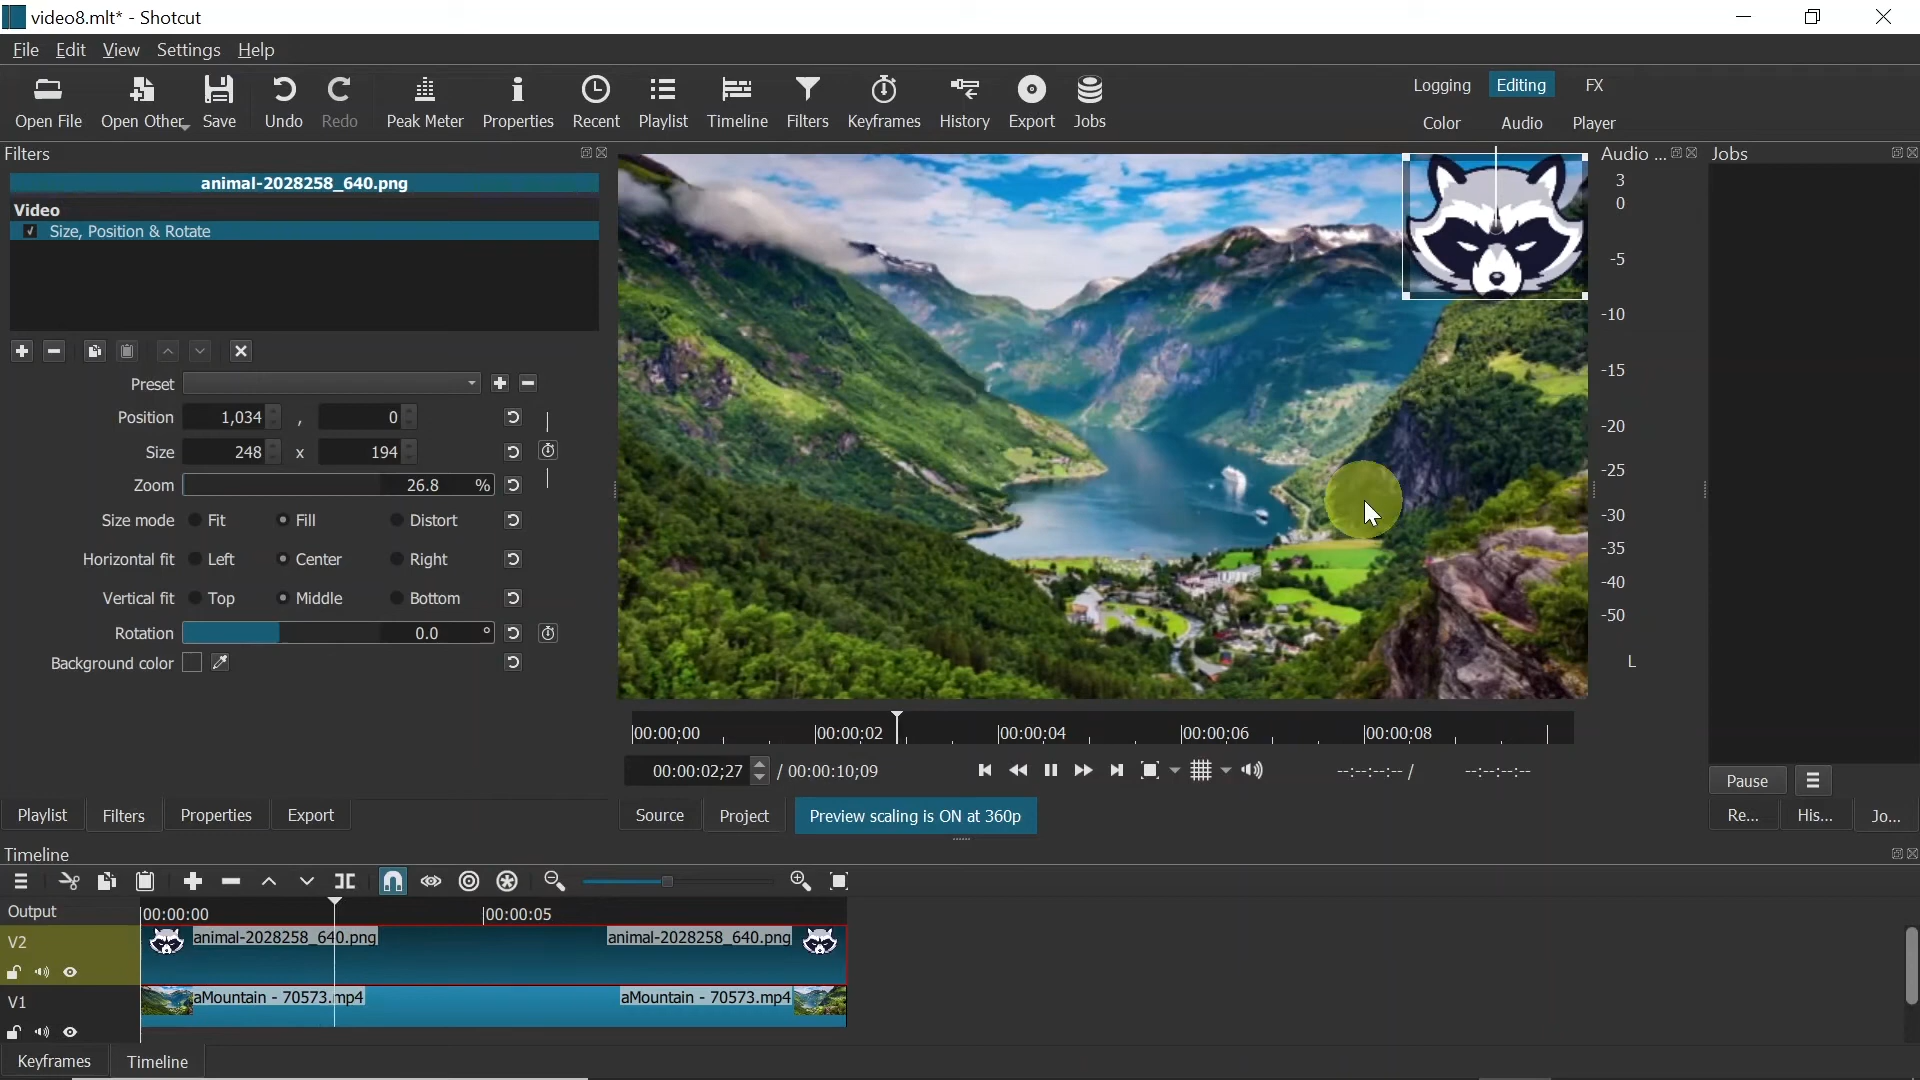 video8.mlt* - Shotcut
File Edit View Settings Help
Open File Open Other Save Undo Redo Peak Meter Properties Recent Playlist Timeline Filters Keyframes History Export Jobs
Logging Editing FX
Color Audio Player
Filters
Audio ...
Jobs
animal-2028258_640.png
Video
Size, Position & Rotate
Preset
Position 1,034 , 0
Size 248 x 194
Zoom 26.8 %
Size mode Fit Fill Distort
Horizontal fit Left Center Right
Vertical fit Top Middle Bottom
Rotation 0.0 °
Background color
3
0
-5
-10
-15
-20
-25
-30
-35
-40
-50
L
00:00:00 00:00:02 00:00:04 00:00:06 00:00:08
00:00:02;27 / 00:00:10;09 --:--:--:-- / --:--:--:--
Pause
Playlist Filters Properties Export
Source Project Preview scaling is ON at 360p
Re... His... Jo...
Timeline
Output 00:00:00 00:00:05
V2 animal-2028258_640.png animal-2028258_640.png
V1 aMountain - 70573.mp4 aMountain - 70573.mp4
Keyframes Timeline